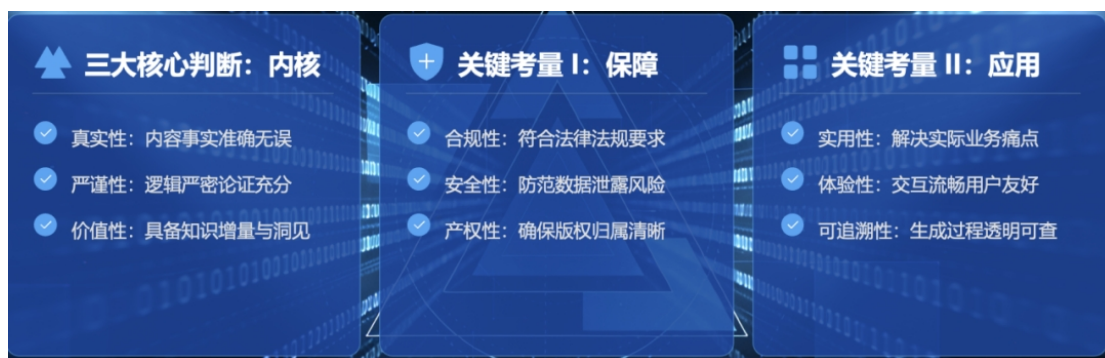 三大核心判断：内核
真实性：内容事实准确无误
严谨性：逻辑严密论证充分
价值性：具备知识增量与洞见
关键考量 I：保障
合规性：符合法律法规要求
安全性：防范数据泄露风险
产权性：确保版权归属清晰
关键考量 II：应用
实用性：解决实际业务痛点
体验性：交互流畅用户友好
可追溯性：生成过程透明可查